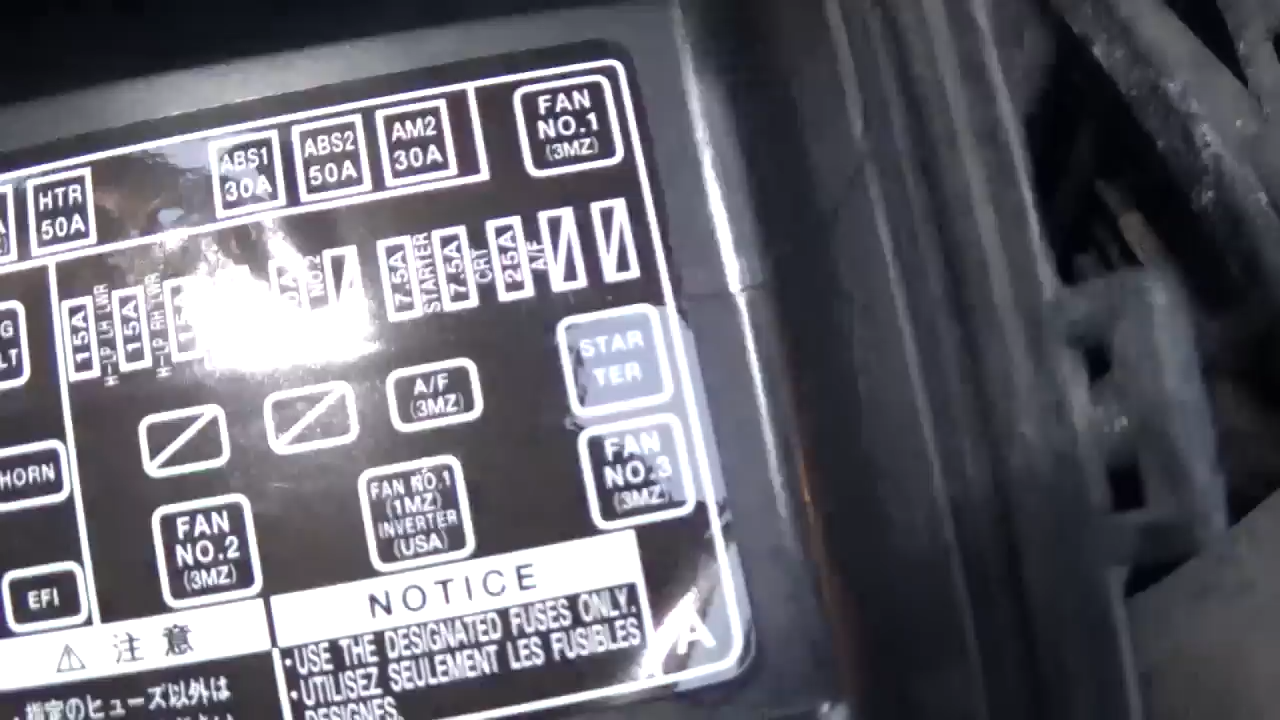 HTR
50A
ABS1
30A
ABS2
50A
AM2
30A
FAN
NO.1
(3MZ)
15A
H-LP LH LWR
15A
H-LP RH LWR
NO.2
7.5A
STARTER
7.5A
CRT
25A
A/F
STAR
TER
A/F
(3MZ)
HORN
FAN
NO.3
(3MZ)
FAN NO.1
(1MZ)
INVERTER
(USA)
FAN
NO.2
(3MZ)
EFI
⚠ 注意
・指定のヒューズ以外は
NOTICE
・USE THE DESIGNATED FUSES ONLY.
・UTILISEZ SEULEMENT LES FUSIBLES
DESIGNES.
A